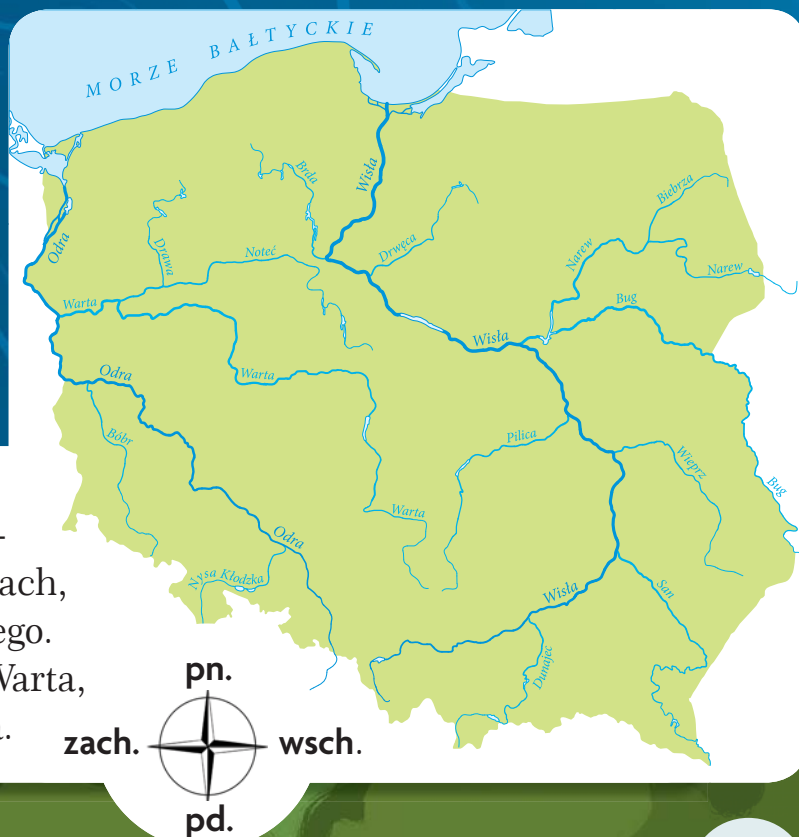 MORZE BAŁTYCKIE
Wisła
Brda
Biebrza
Odra
Drawa
Drwęca
Noteć
Narew
Narew
Warta
Bug
Wisła
Odra
Warta
Bóbr
Pilica
Wieprz
Bug
Warta
Odra
Nysa Kłodzka
Wisła
San
Dunajec
ach,
ego.
pn.
zach.
wsch.
pd.